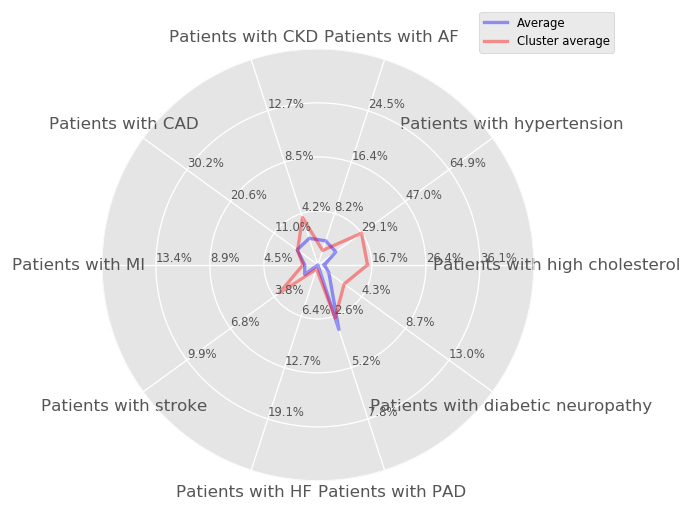 Average
Cluster average
Patients with CKD
Patients with AF
12.7%
24.5%
Patients with CAD
Patients with hypertension
8.5%
16.4%
30.2%
64.9%
20.6%
47.0%
4.2%
8.2%
11.0%
29.1%
Patients with MI
13.4%
8.9%
4.5%
16.7%
26.4%
36.1%
Patients with high cholesterol
3.8%
4.3%
6.4%
2.6%
6.8%
8.7%
9.9%
13.0%
12.7%
5.2%
Patients with stroke
Patients with diabetic neuropathy
19.1%
7.8%
Patients with HF
Patients with PAD